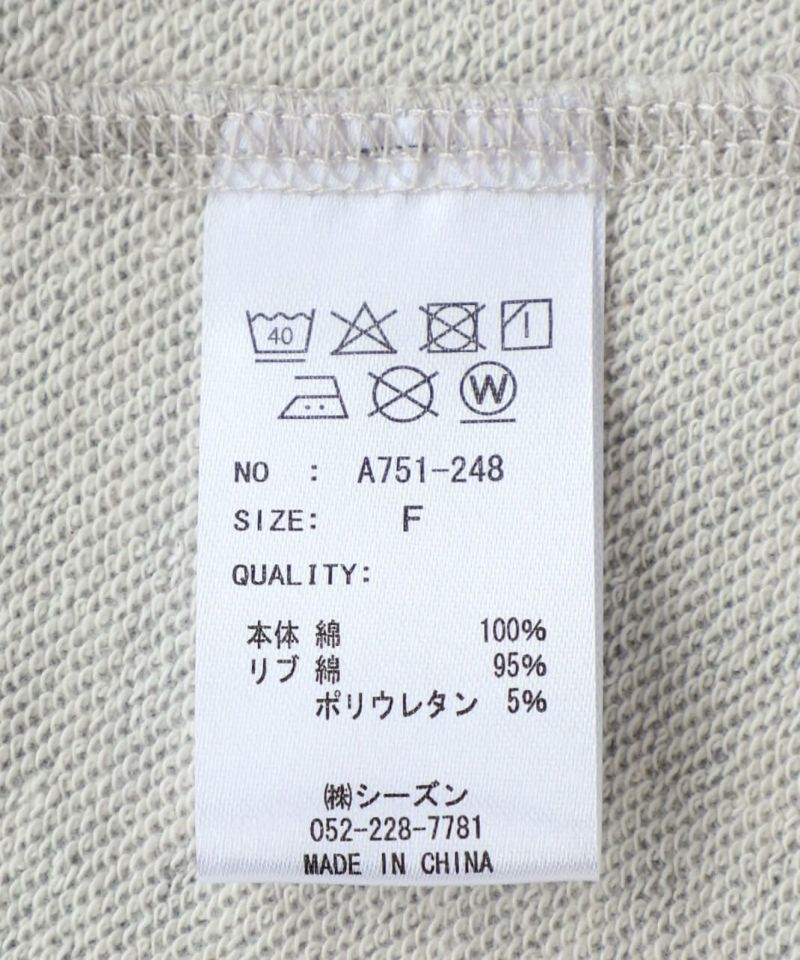 40
W
NO : A751-248
SIZE: F
QUALITY:
本体 綿 100%
リブ 綿 95%
ポリウレタン 5%
㈱シーズン
052-228-7781
MADE IN CHINA